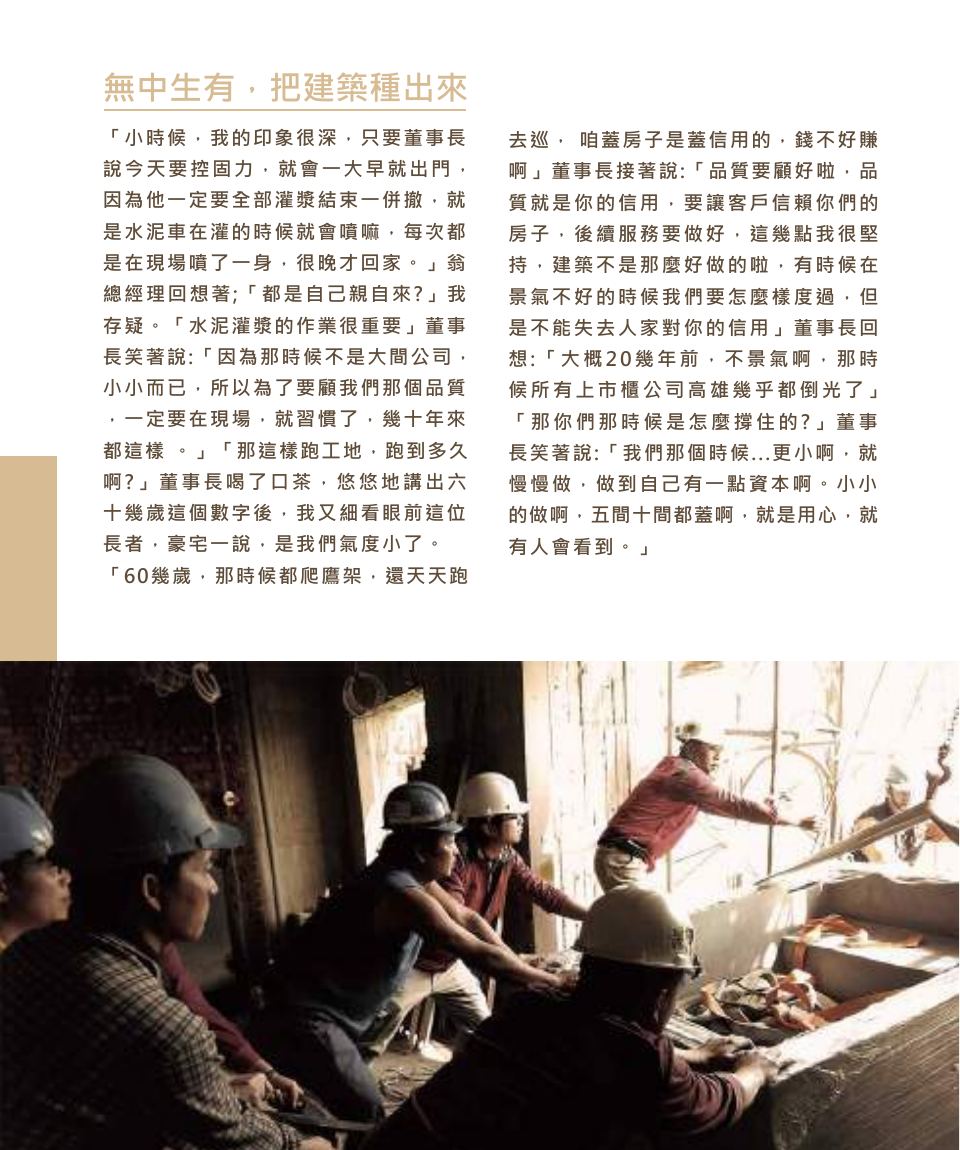 無中生有，把建築種出來
「小時候，我的印象很深，只要董事長
說今天要控固力，就會一大早就出門，
因為他一定要全部灌漿結束一併撤，就
是水泥車在灌的時候就會噴嘛，每次都
是在現場噴了一身，很晚才回家。」翁
總經理回想著;「都是自己親自來?」我
存疑。「水泥灌漿的作業很重要」董事
長笑著說:「因為那時候不是大間公司，
小小而已，所以為了要顧我們那個品質
，一定要在現場，就習慣了，幾十年來
都這樣 。」「那這樣跑工地，跑到多久
啊?」董事長喝了口茶，悠悠地講出六
十幾歲這個數字後，我又細看眼前這位
長者，豪宅一說，是我們氣度小了。
「60幾歲，那時候都爬鷹架，還天天跑
去巡， 咱蓋房子是蓋信用的，錢不好賺
啊」董事長接著說:「品質要顧好啦，品
質就是你的信用，要讓客戶信賴你們的
房子，後續服務要做好，這幾點我很堅
持，建築不是那麼好做的啦，有時候在
景氣不好的時候我們要怎麼樣度過，但
是不能失去人家對你的信用」董事長回
想:「大概20幾年前，不景氣啊，那時
候所有上市櫃公司高雄幾乎都倒光了」
「那你們那時候是怎麼撐住的?」董事
長笑著說:「我們那個時候...更小啊，就
慢慢做，做到自己有一點資本啊。小小
的做啊，五間十間都蓋啊，就是用心，就
有人會看到。」